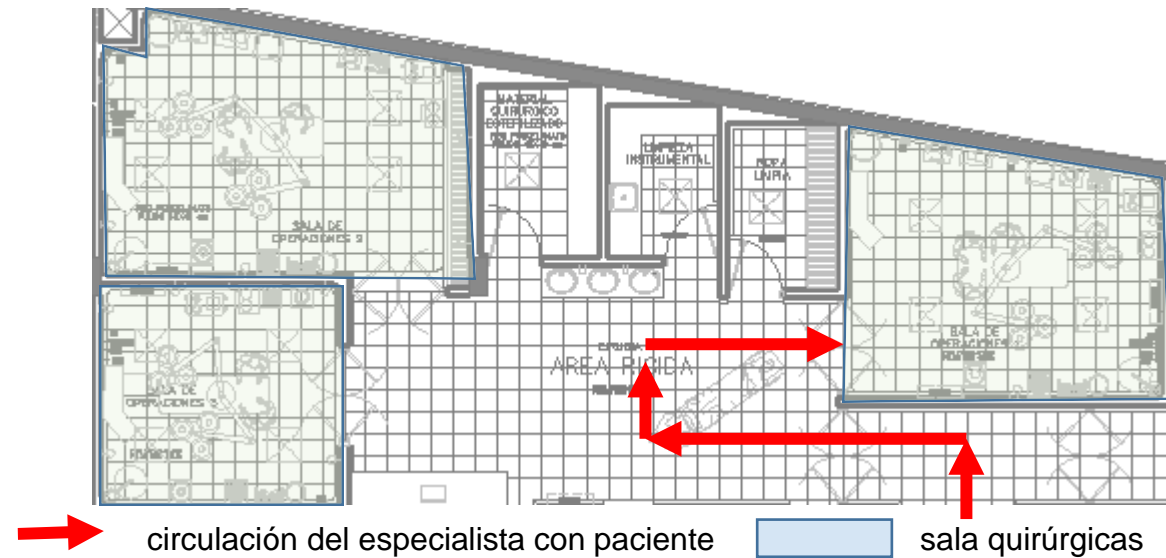 MATERIAL
QUIRURGICO
ESTERILIZADO
LIMPIEZA
INSTRUMENTAL
ROPA
LIMPIA
SALA DE
OPERACIONES 2
SALA DE
OPERACIONES
SALA DE
OPERACIONES 3
AREA RIGIDA
circulación del especialista con paciente
sala quirúrgicas